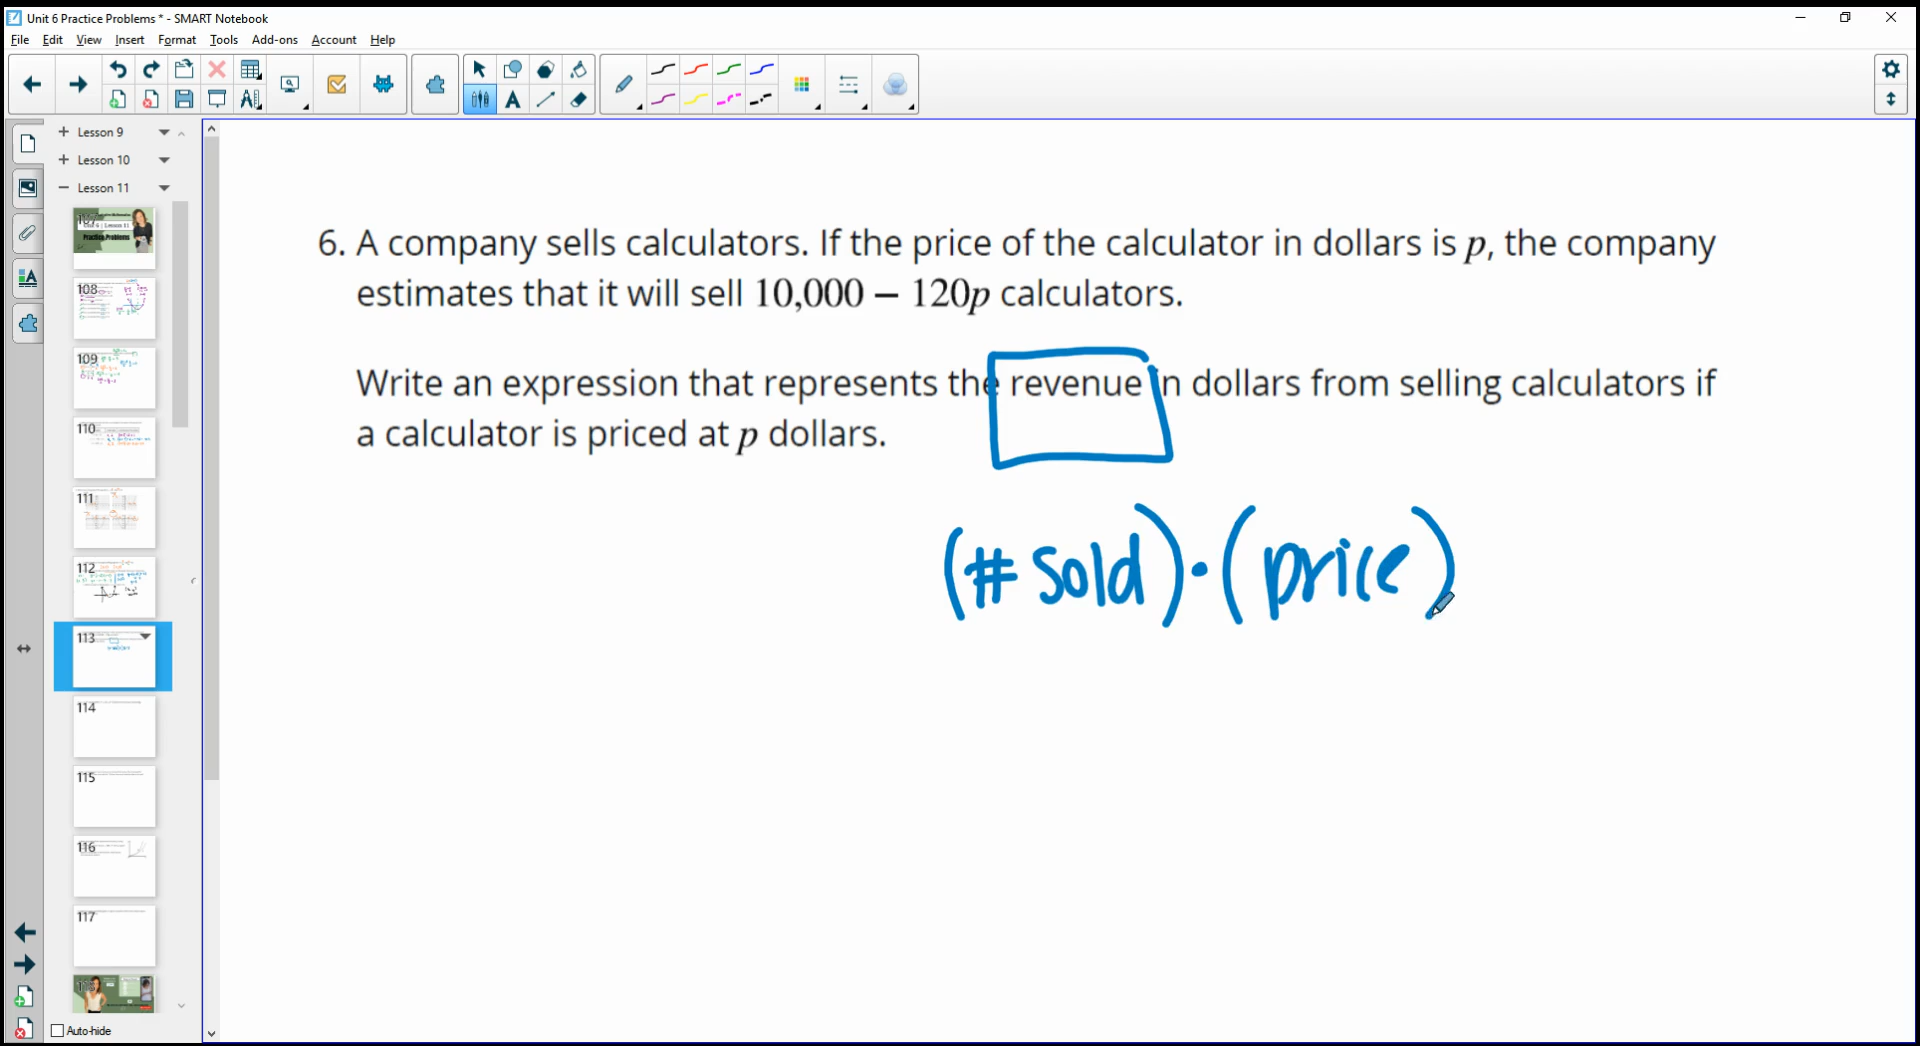 Unit 6 Practice Problems * - SMART Notebook
File Edit View Insert Format Tools Add-ons Account Help
Lesson 9
Lesson 10
Lesson 11
107
108
109
110
111
112
113
114
115
116
117
Auto-hide
6. A company sells calculators. If the price of the calculator in dollars is p, the company
estimates that it will sell 10,000 − 120p calculators.
Write an expression that represents the revenue in dollars from selling calculators if
a calculator is priced at p dollars.
(# sold) · (price)